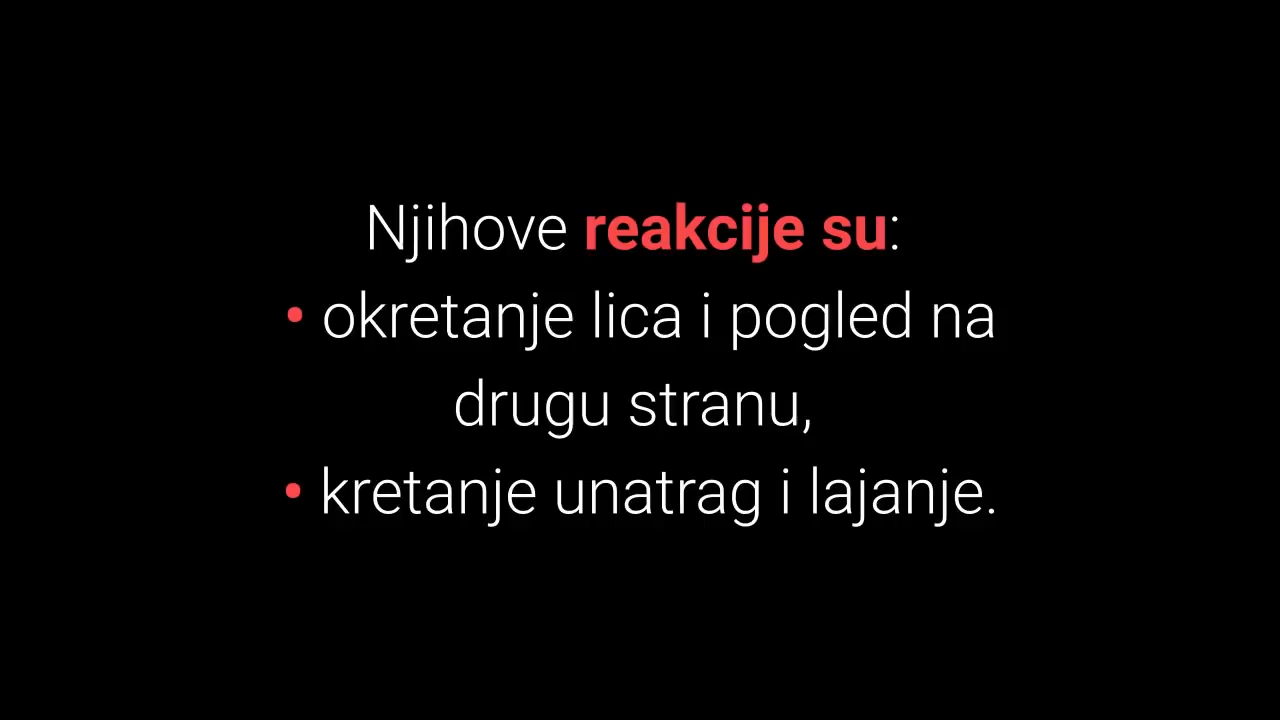 Njihove reakcije su:
• okretanje lica i pogled na
drugu stranu,
• kretanje unatrag i lajanje.